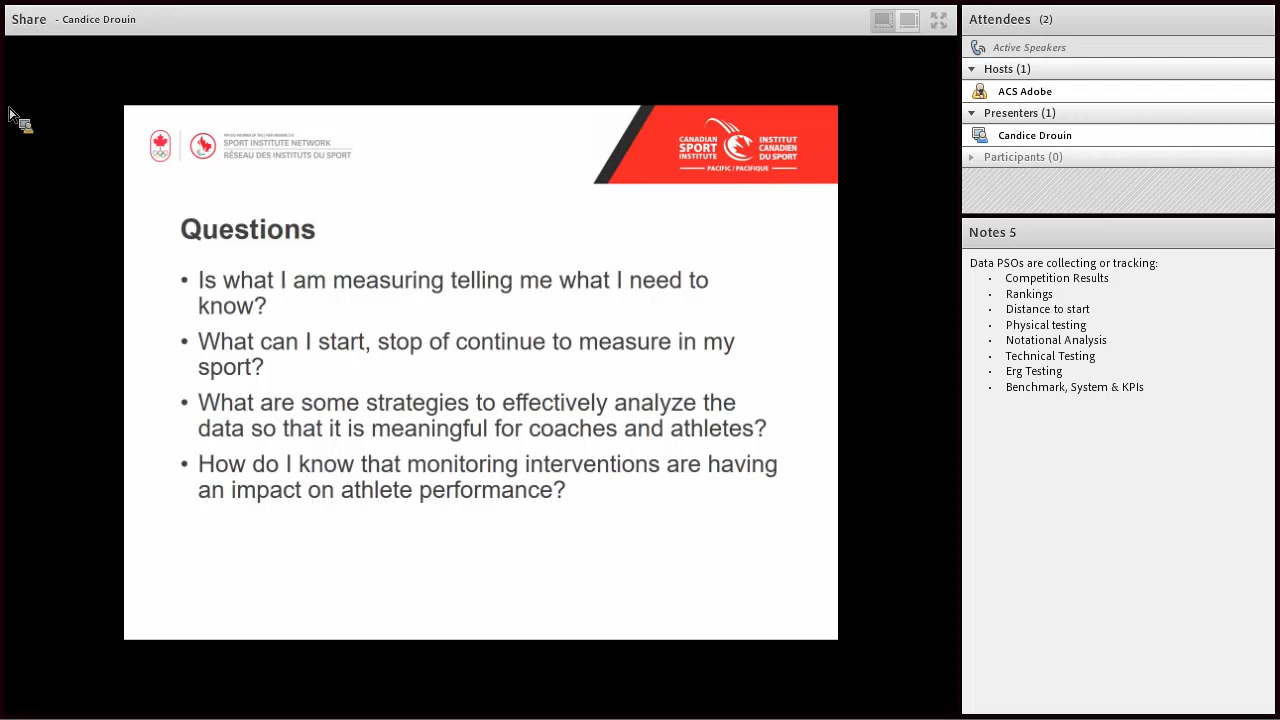 Share - Candice Drouin
SPORT INSTITUTE NETWORK
RÉSEAU DES INSTITUTS DU SPORT
CANADIAN SPORT INSTITUTE
INSTITUT CANADIEN DU SPORT
PACIFIC / PACIFIQUE
Questions
• Is what I am measuring telling me what I need to
know?
• What can I start, stop of continue to measure in my
sport?
• What are some strategies to effectively analyze the
data so that it is meaningful for coaches and athletes?
• How do I know that monitoring interventions are having
an impact on athlete performance?
Attendees (2)
Active Speakers
Hosts (1)
ACS Adobe
Presenters (1)
Candice Drouin
Participants (0)
Notes 5
Data PSOs are collecting or tracking:
• Competition Results
• Rankings
• Distance to start
• Physical testing
• Notational Analysis
• Technical Testing
• Erg Testing
• Benchmark, System & KPIs